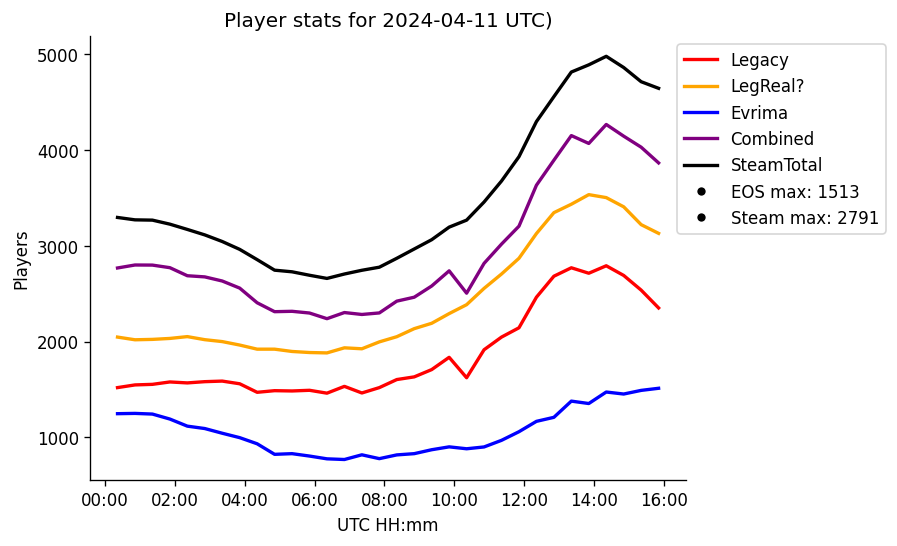 Player stats for 2024-04-11 UTC)
5000
4000
3000
2000
1000
Players
00:00 02:00 04:00 06:00 08:00 10:00 12:00 14:00 16:00
UTC HH:mm
Legacy
LegReal?
Evrima
Combined
SteamTotal
EOS max: 1513
Steam max: 2791